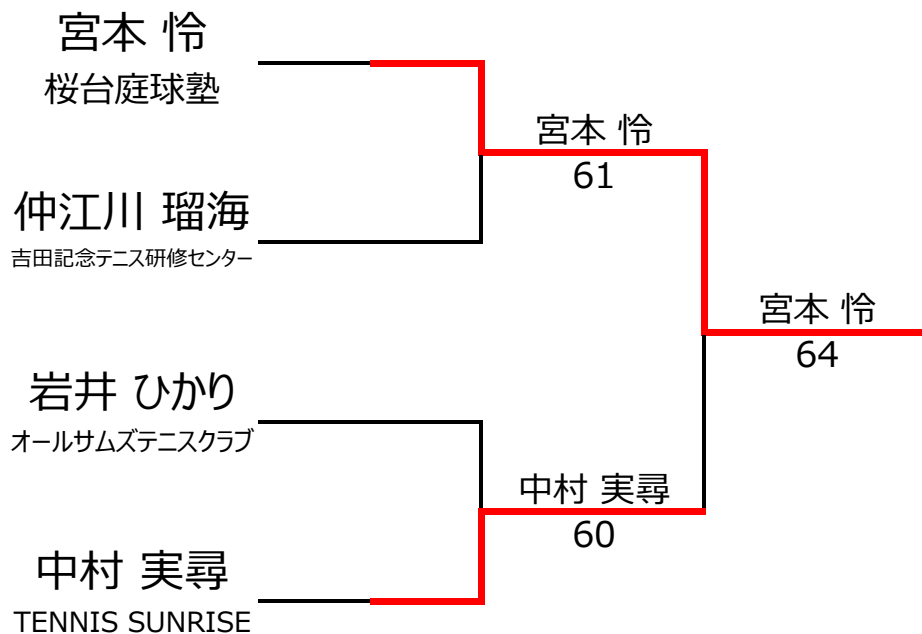 宮本 怜
桜台庭球塾
仲江川 瑠海
吉田記念テニス研修センター
岩井 ひかり
オールサムズテニスクラブ
中村 実尋
TENNIS SUNRISE
宮本 怜
61
中村 実尋
60
宮本 怜
64